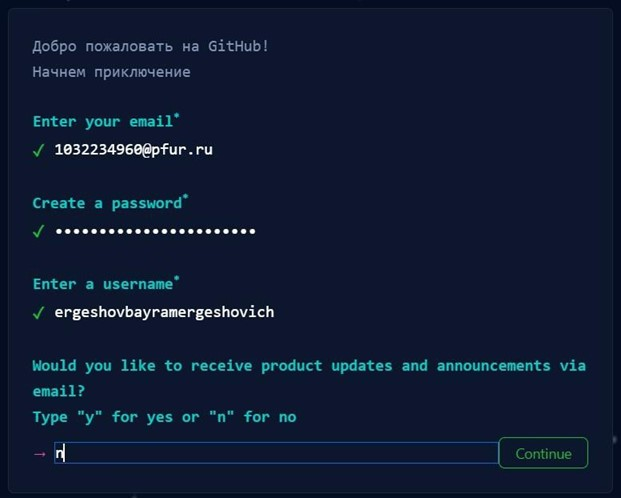 Добро пожаловать на GitHub!
Начнем приключение
Enter your email*
✓ 1032234960@pfur.ru
Create a password*
✓ •••••••••••••••••••••••
Enter a username*
✓ ergeshovbayramergeshovich
Would you like to receive product updates and announcements via
email?
Type "y" for yes or "n" for no
→ n Continue